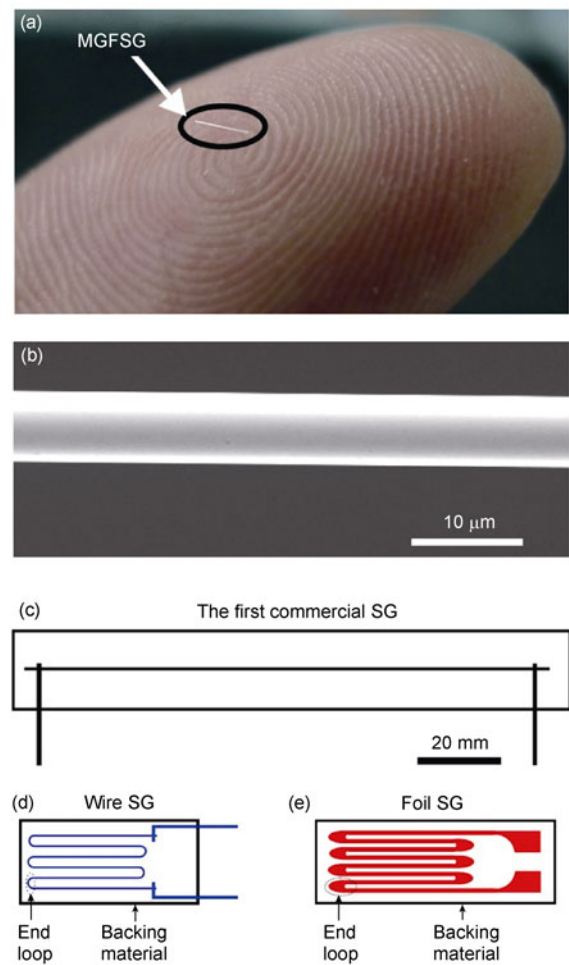 (a)
MGFSG
(b)
10 μm
(c)
The first commercial SG
20 mm
(d)
Wire SG
(e)
Foil SG
End
loop
Backing
material
End
loop
Backing
material